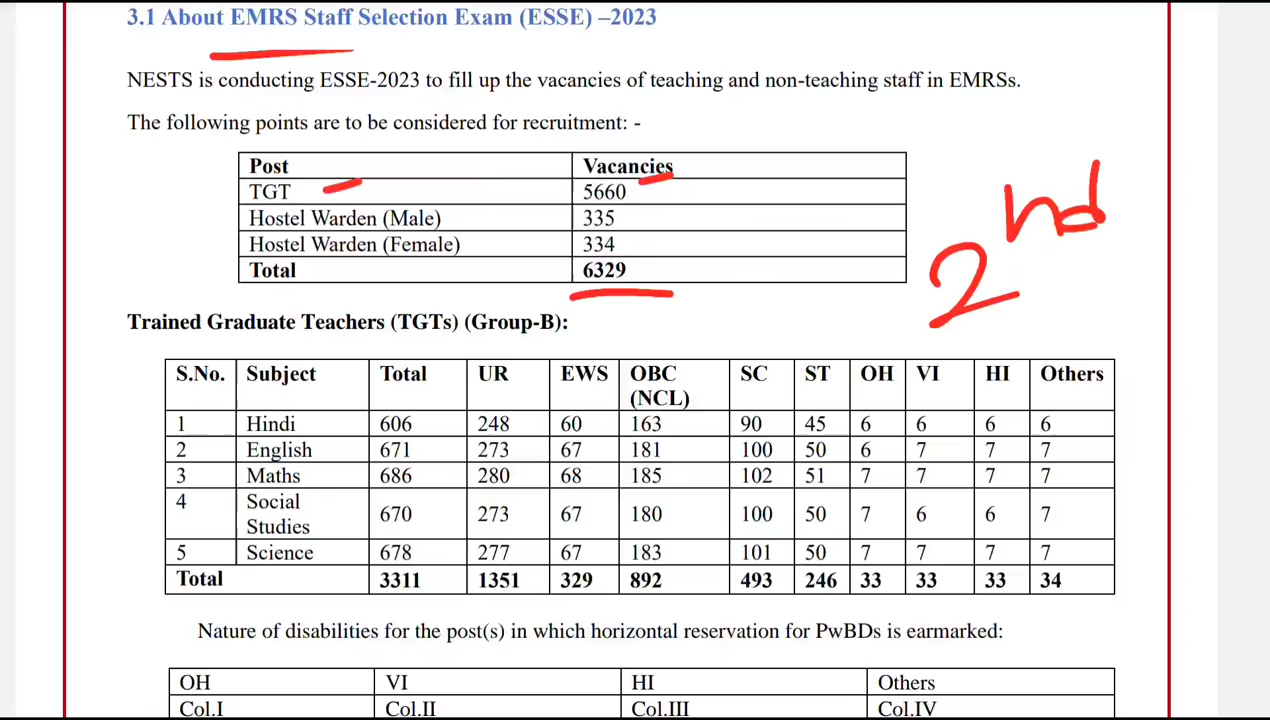 3.1 About EMRS Staff Selection Exam (ESSE) –2023
NESTS is conducting ESSE-2023 to fill up the vacancies of teaching and non-teaching staff in EMRSs.
The following points are to be considered for recruitment: -
Post Vacancies
TGT 5660
Hostel Warden (Male) 335
Hostel Warden (Female) 334
Total 6329
2nd
Trained Graduate Teachers (TGTs) (Group-B):
S.No. Subject Total UR EWS OBC (NCL) SC ST OH VI HI Others
1 Hindi 606 248 60 163 90 45 6 6 6 6
2 English 671 273 67 181 100 50 6 7 7 7
3 Maths 686 280 68 185 102 51 7 7 7 7
4 Social Studies 670 273 67 180 100 50 7 6 6 7
5 Science 678 277 67 183 101 50 7 7 7 7
Total 3311 1351 329 892 493 246 33 33 33 34
Nature of disabilities for the post(s) in which horizontal reservation for PwBDs is earmarked:
OH VI HI Others
Col.I Col.II Col.III Col.IV